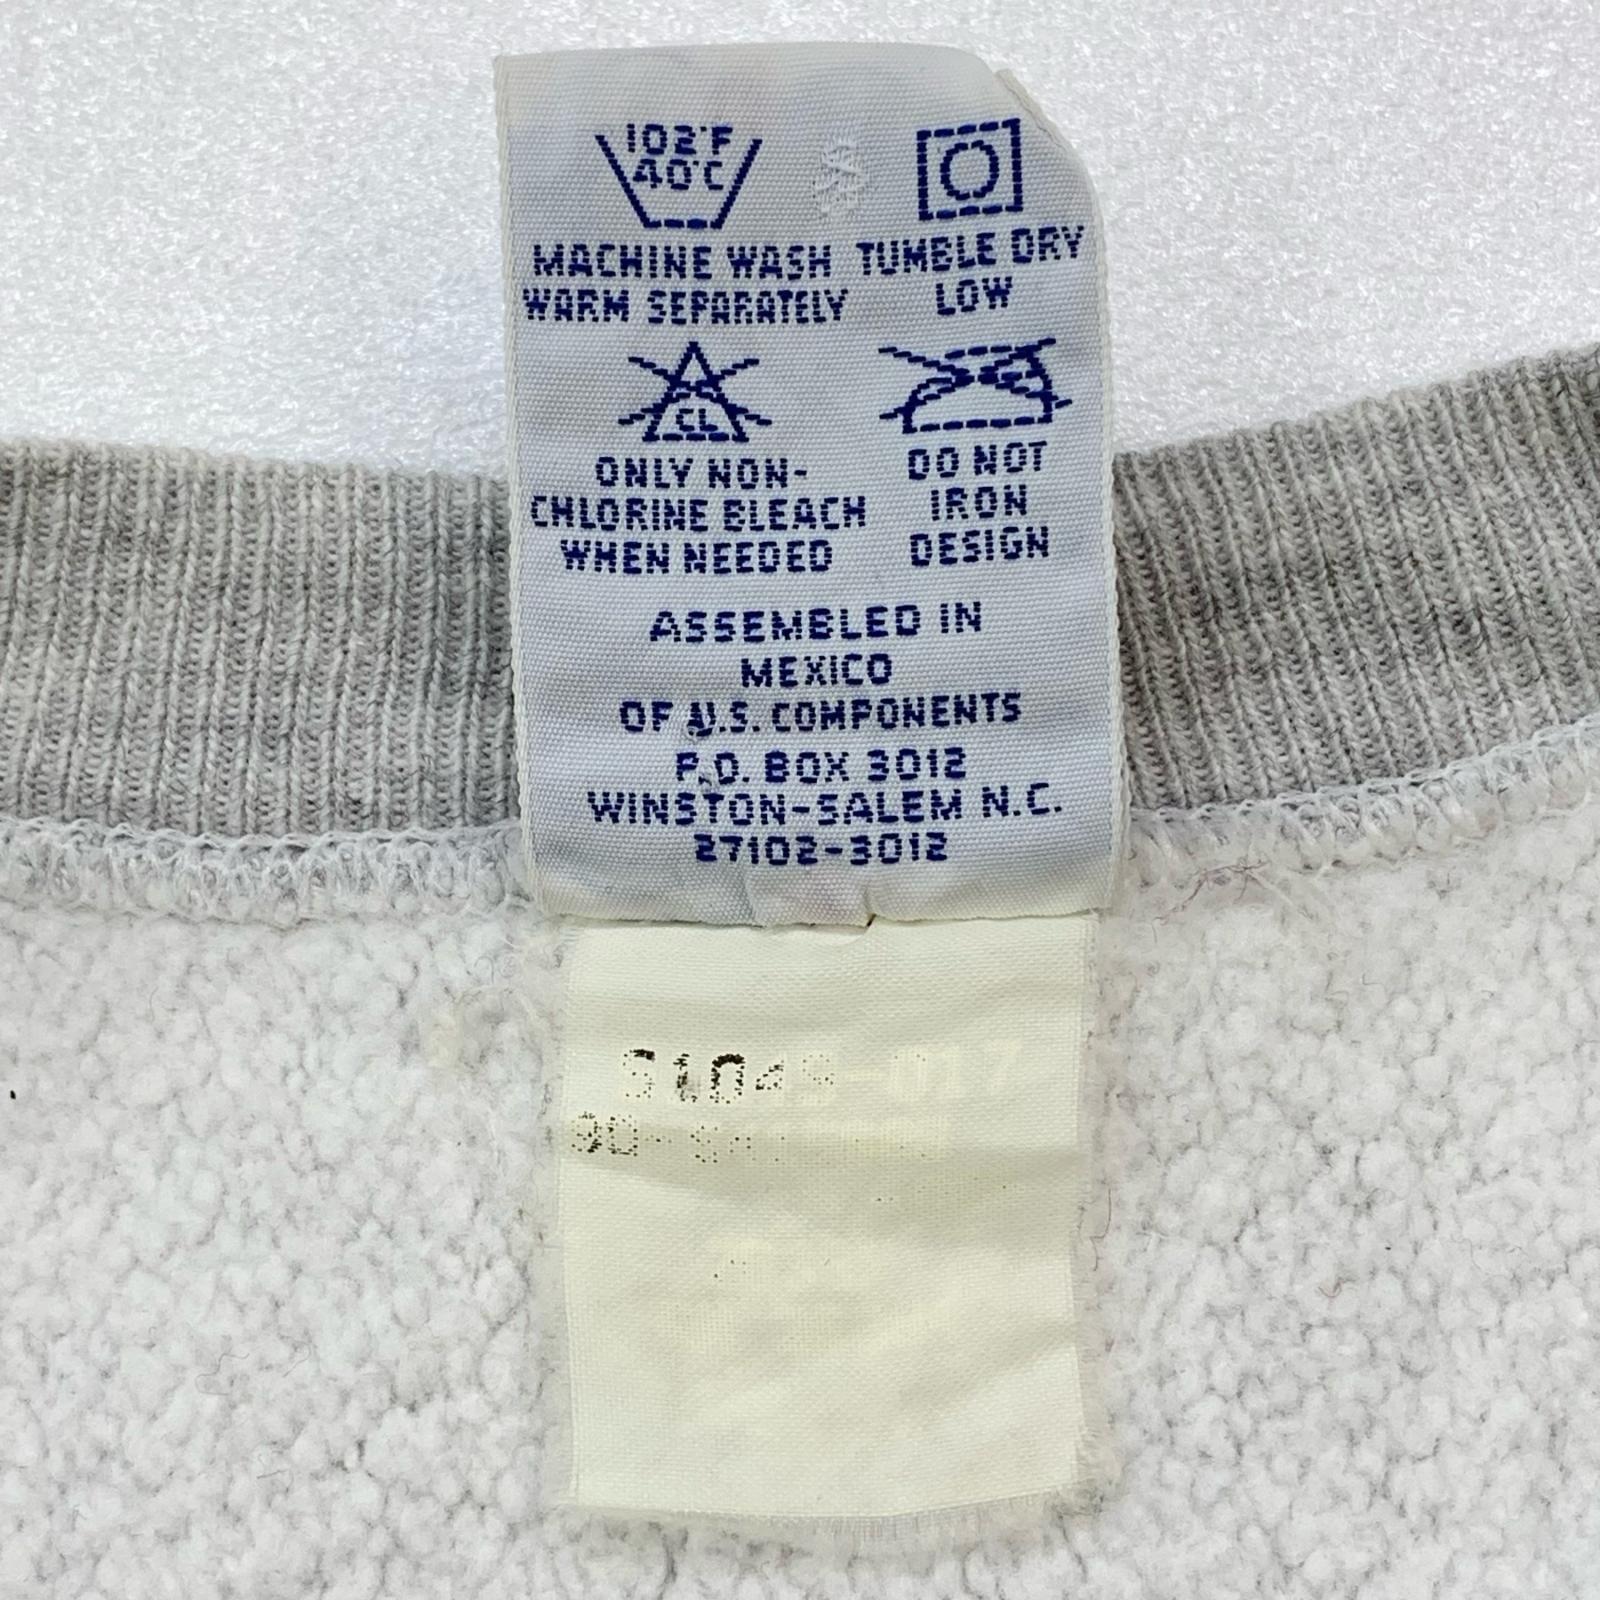 102°F
40°C
MACHINE WASH
WARM SEPARATELY
TUMBLE DRY
LOW
CL
ONLY NON-
CHLORINE BLEACH
WHEN NEEDED
DO NOT
IRON
DESIGN
ASSEMBLED IN
MEXICO
OF U.S. COMPONENTS
P.O. BOX 3012
WINSTON-SALEM N.C.
27102-3012